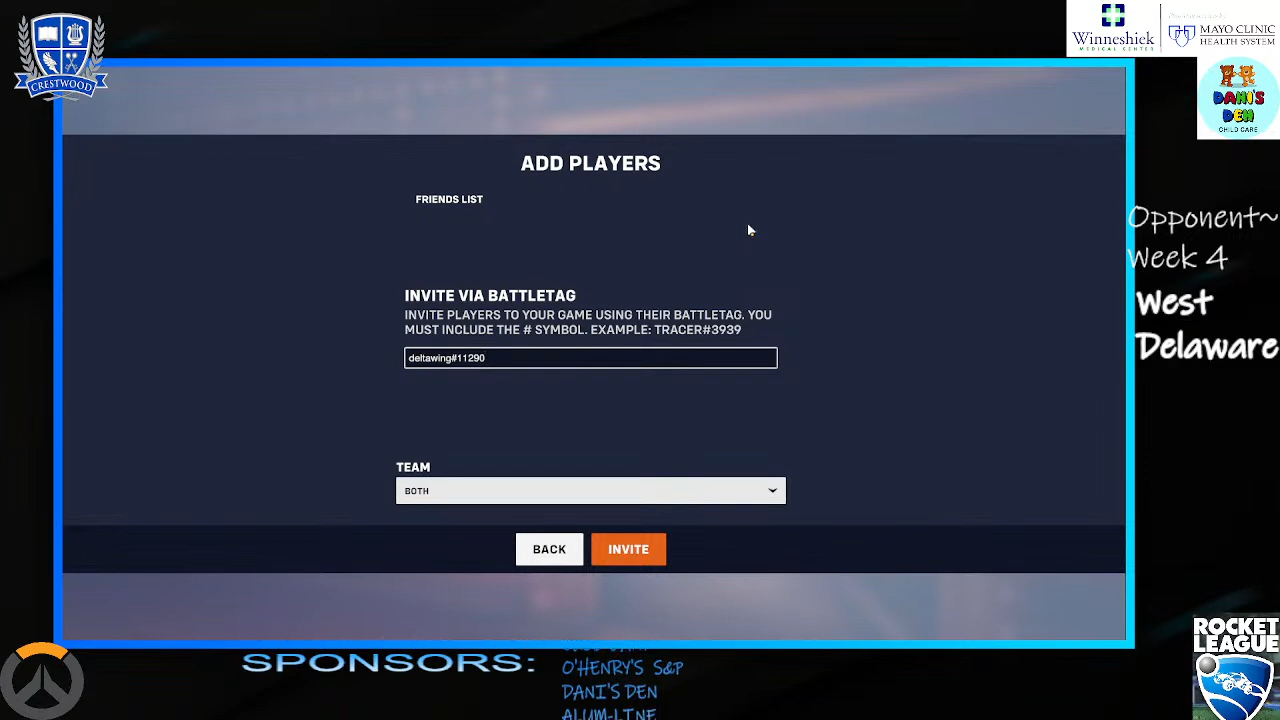 CRESTWOOD
Winneshiek
MEDICAL CENTER
MAYO CLINIC
HEALTH SYSTEM
DANI'S
DEN
CHILD CARE
ADD PLAYERS
FRIENDS LIST
INVITE VIA BATTLETAG
INVITE PLAYERS TO YOUR GAME USING THEIR BATTLETAG. YOU
MUST INCLUDE THE # SYMBOL. EXAMPLE: TRACER#3939
deltawing#11290
TEAM
BOTH
BACK INVITE
Opponent~
Week 4
West
Delaware
SPONSORS:
O'HENRY'S S&P
DANI'S DEN
ALUM-LINE
ROCKET
LEAGUE